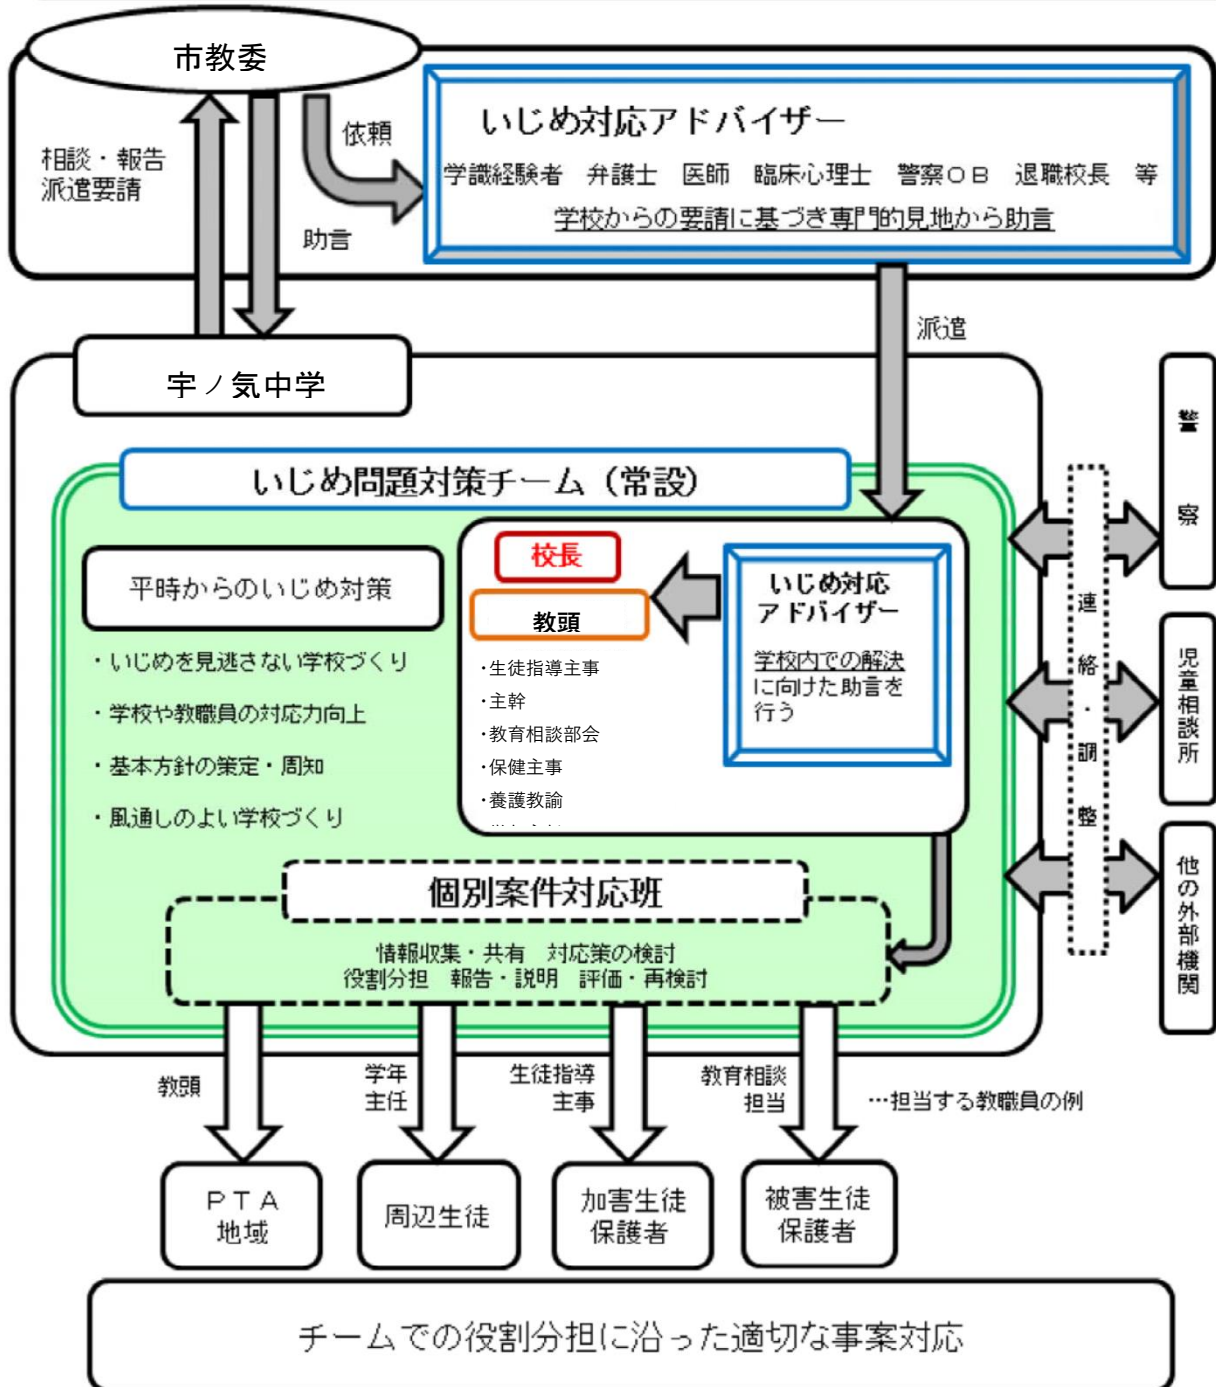 市教委
相談・報告
派遣要請
依頼
助言
いじめ対応アドバイザー
学識経験者　弁護士　医師　臨床心理士　警察ＯＢ　退職校長　等
学校からの要請に基づき専門的見地から助言
派遣
宇ノ気中学
いじめ問題対策チーム（常設）
平時からのいじめ対策
・いじめを見逃さない学校づくり
・学校や教職員の対応力向上
・基本方針の策定・周知
・風通しのよい学校づくり
校長
教頭
・生徒指導主事
・主幹
・教育相談部会
・保健主事
・養護教諭
いじめ対応
アドバイザー
学校内での解決
に向けた助言を
行う
連絡・調整
警察
児童相談所
他の外部機関
個別案件対応班
情報収集・共有　対応策の検討
役割分担　報告・説明　評価・再検討
教頭
学年
主任
生徒指導
主事
教育相談
担当
…担当する教職員の例
ＰＴＡ
地域
周辺生徒
加害生徒
保護者
被害生徒
保護者
チームでの役割分担に沿った適切な事案対応